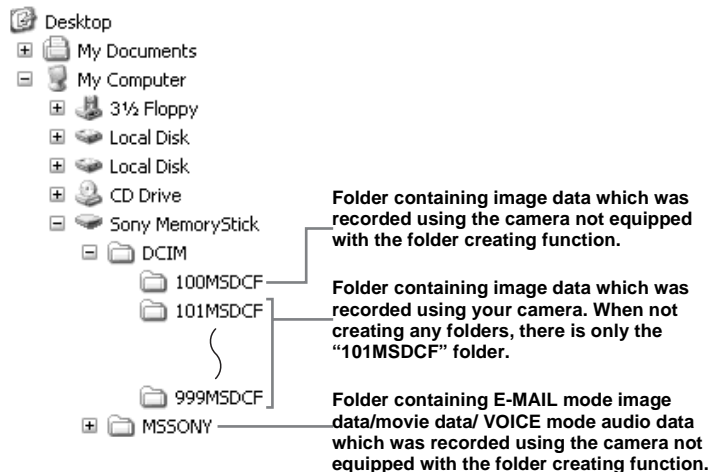 Desktop
My Documents
My Computer
3½ Floppy
Local Disk
Local Disk
CD Drive
Sony MemoryStick
DCIM
100MSDCF
101MSDCF
999MSDCF
MSSONY
Folder containing image data which was
recorded using the camera not equipped
with the folder creating function.
Folder containing image data which was
recorded using your camera. When not
creating any folders, there is only the
“101MSDCF” folder.
Folder containing E-MAIL mode image
data/movie data/ VOICE mode audio data
which was recorded using the camera not
equipped with the folder creating function.